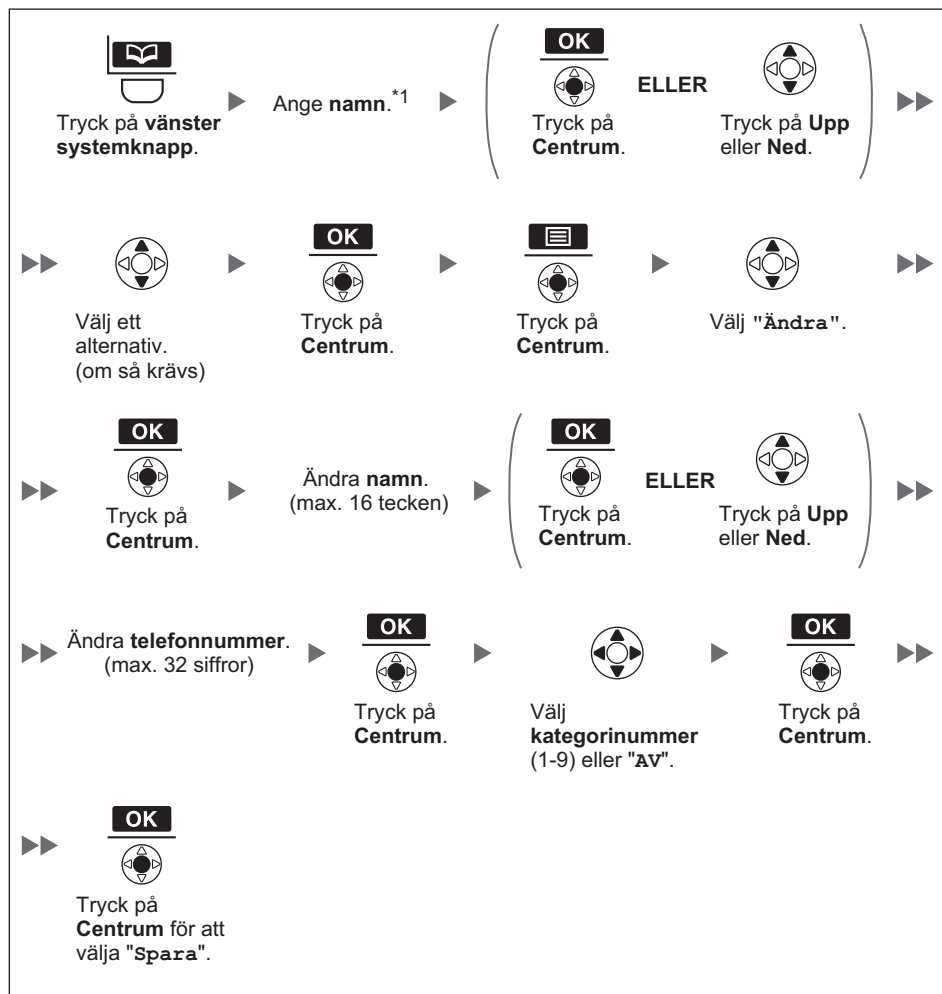 OK
ELLER
Tryck på vänster
systemknapp.
Ange namn.*1
Tryck på
Centrum.
Tryck på Upp
eller Ned.
OK
Välj ett
alternativ.
(om så krävs)
Tryck på
Centrum.
Tryck på
Centrum.
Välj "Ändra".
OK
Tryck på
Centrum.
Ändra namn.
(max. 16 tecken)
OK
ELLER
Tryck på
Centrum.
Tryck på Upp
eller Ned.
Ändra telefonnummer.
(max. 32 siffror)
OK
Tryck på
Centrum.
Välj
kategorinummer
(1-9) eller "AV".
OK
Tryck på
Centrum.
OK
Tryck på
Centrum för att
välja "Spara".